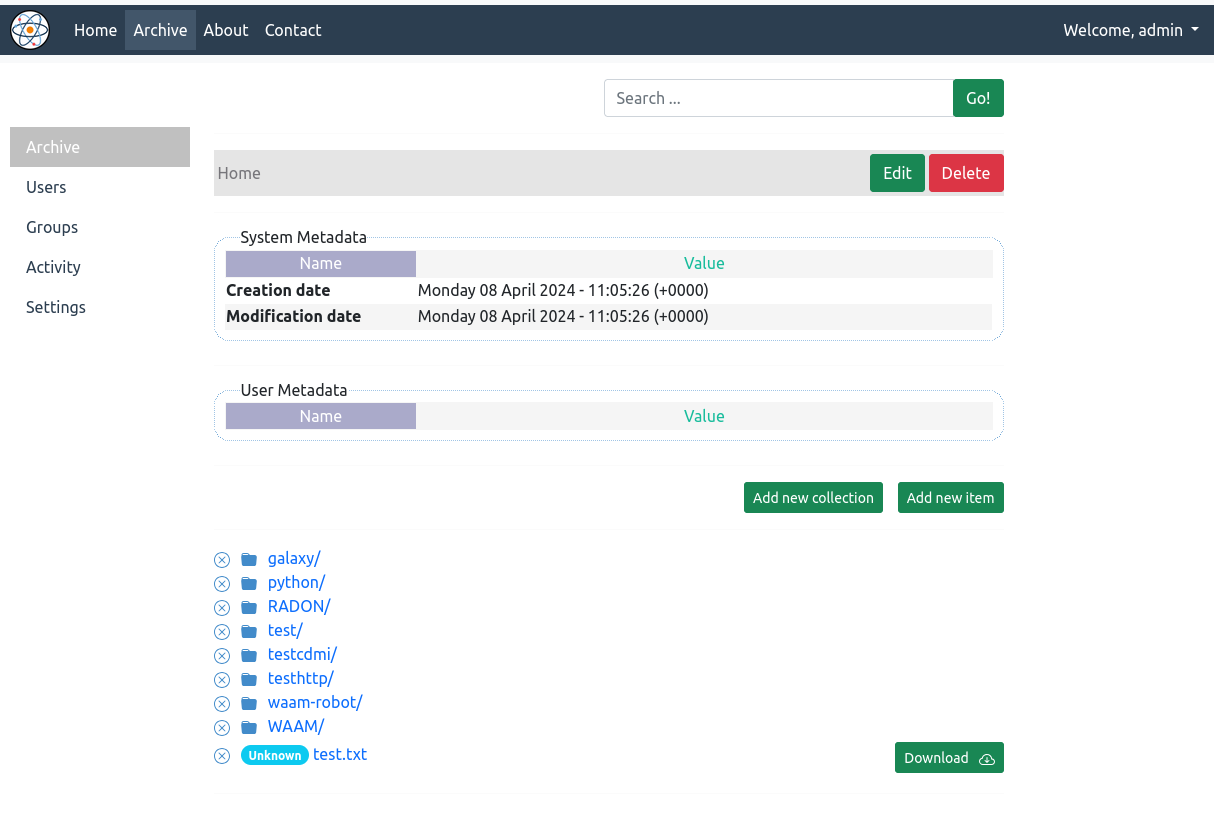 Home Archive About Contact Welcome, admin
Search ... Go!
Archive
Users
Groups
Activity
Settings
Home Edit Delete
System Metadata
Name Value
Creation date Monday 08 April 2024 - 11:05:26 (+0000)
Modification date Monday 08 April 2024 - 11:05:26 (+0000)
User Metadata
Name Value
Add new collection Add new item
galaxy/
python/
RADON/
test/
testcdmi/
testhttp/
waam-robot/
WAAM/
Unknown test.txt Download